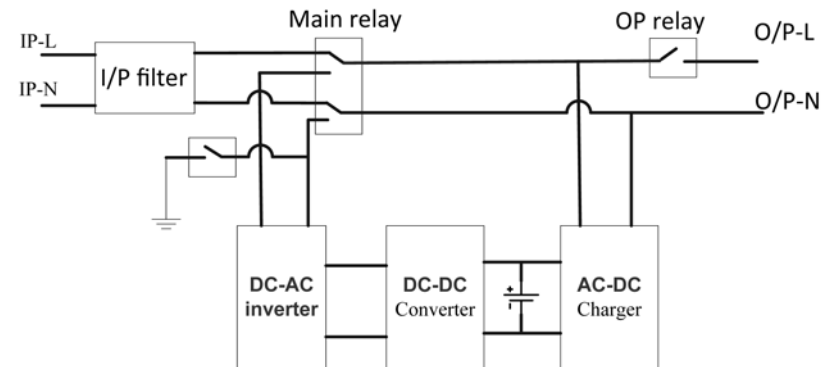 Main relay
OP relay
O/P-L
IP-L
I/P filter
IP-N
O/P-N
DC-AC
inverter
DC-DC
Converter
+
-
AC-DC
Charger